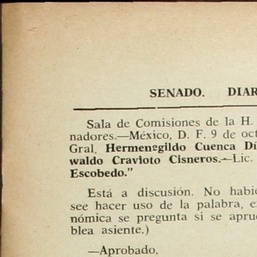 SENADO. DIAR
Sala de Comisiones de la H.
nadores.—México, D. F. 9 de oct
Gral. Hermenegildo Cuenca Dí
waldo Cravioto Cisneros.—Lic.
Escobedo."
Está a discusión. No habie
see hacer uso de la palabra, e
nómica se pregunta si se aprue
blea asiente.)
—Aprobado.